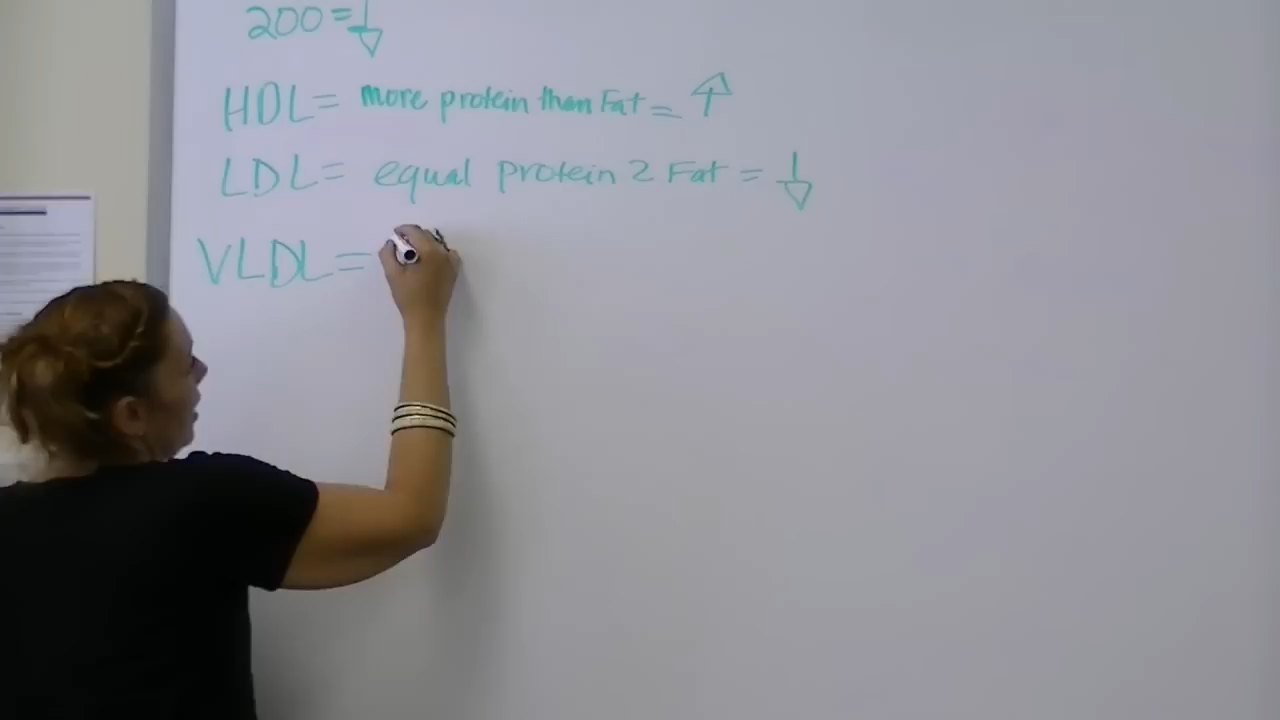 200 = ↓
HDL = more protein than Fat = ↑
LDL = equal protein 2 Fat = ↓
VLDL =